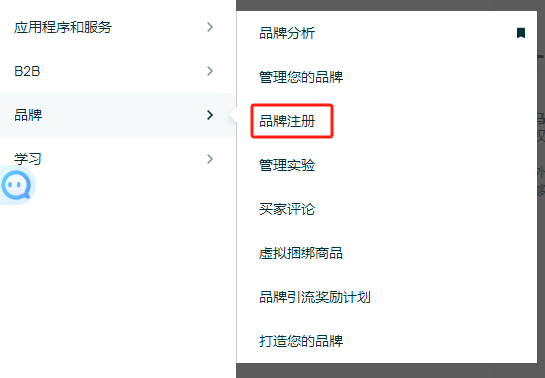 应用程序和服务
B2B
品牌
学习
品牌分析
管理您的品牌
品牌注册
管理实验
买家评论
虚拟捆绑商品
品牌引流奖励计划
打造您的品牌